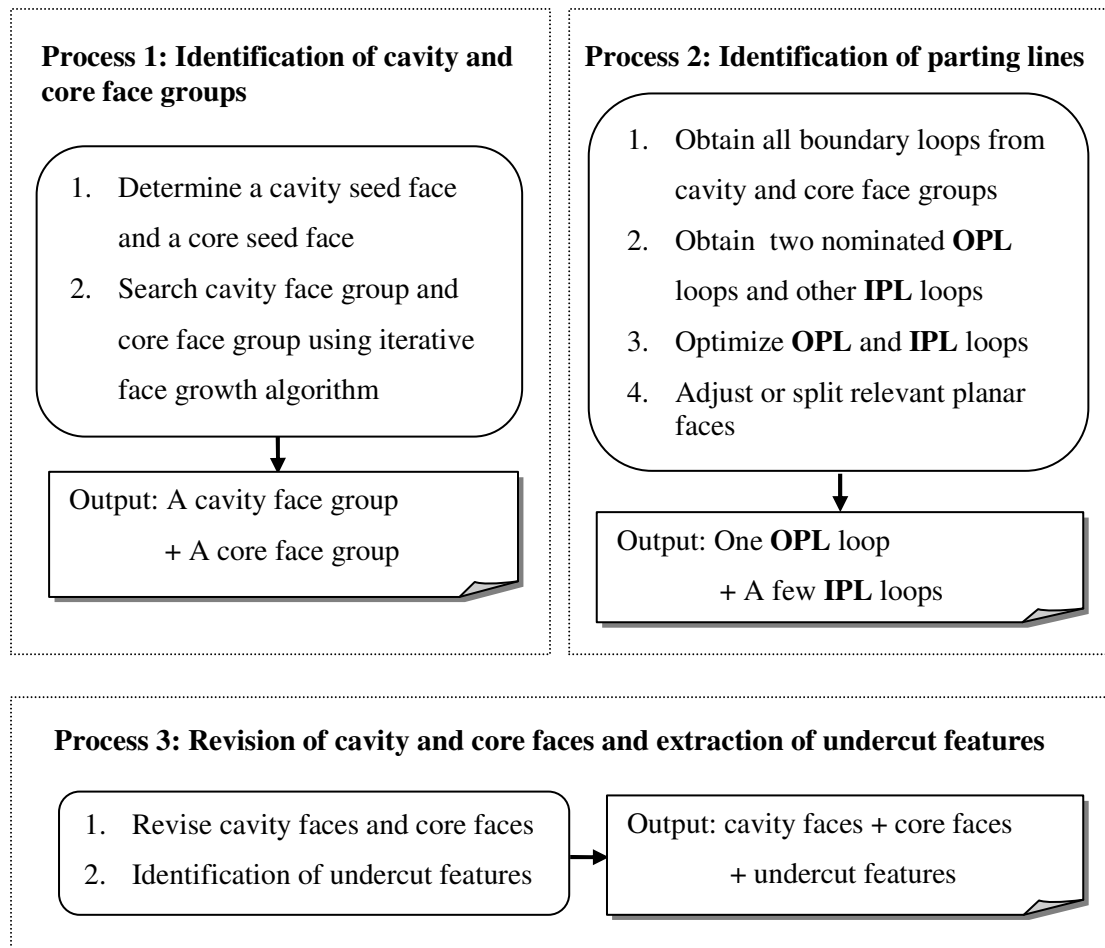 Process 1: Identification of cavity and
core face groups
1. Determine a cavity seed face
and a core seed face
2. Search cavity face group and
core face group using iterative
face growth algorithm
Output: A cavity face group
+ A core face group
Process 2: Identification of parting lines
1. Obtain all boundary loops from
cavity and core face groups
2. Obtain two nominated OPL
loops and other IPL loops
3. Optimize OPL and IPL loops
4. Adjust or split relevant planar
faces
Output: One OPL loop
+ A few IPL loops
Process 3: Revision of cavity and core faces and extraction of undercut features
1. Revise cavity faces and core faces
2. Identification of undercut features
Output: cavity faces + core faces
+ undercut features